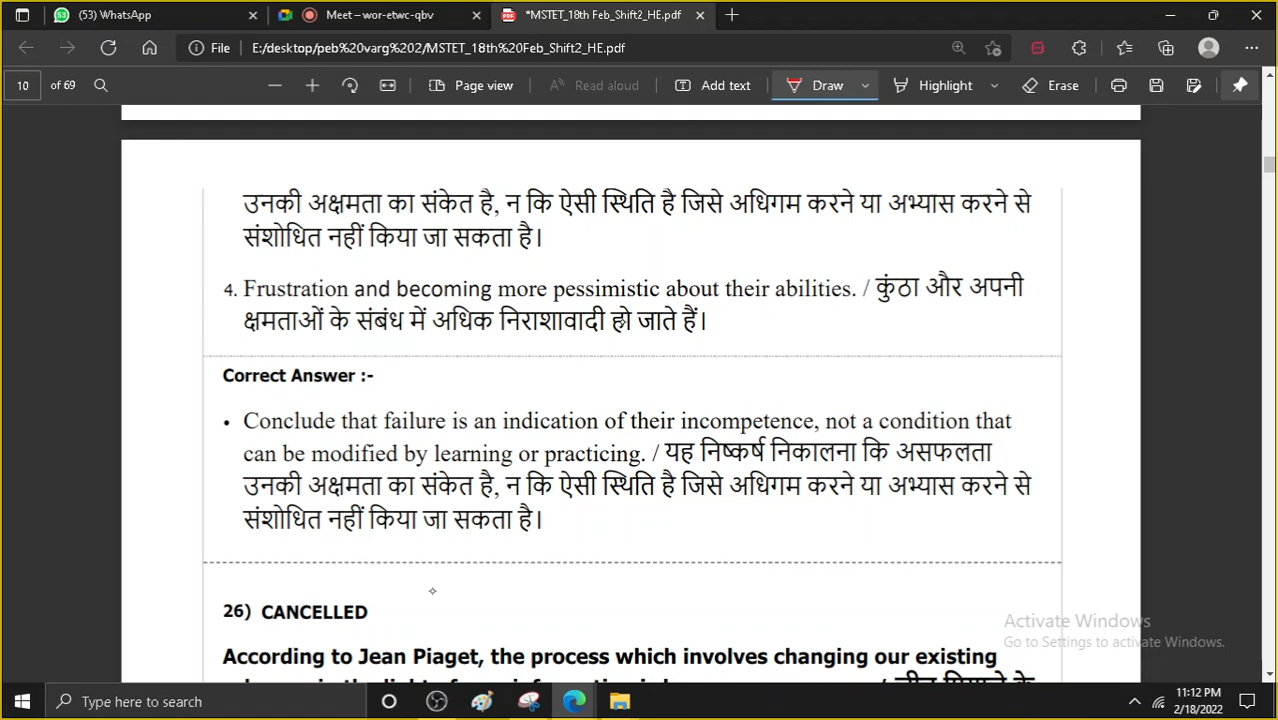 (53) WhatsApp
Meet – wor-etwc-qbv
*MSTET_18th Feb_Shift2_HE.pdf
File E:/desktop/peb%20varg%202/MSTET_18th%20Feb_Shift2_HE.pdf
10 of 69 Page view Read aloud Add text Draw Highlight Erase
उनकी अक्षमता का संकेत है, न कि ऐसी स्थिति है जिसे अधिगम करने या अभ्यास करने से
संशोधित नहीं किया जा सकता है।
4. Frustration and becoming more pessimistic about their abilities. / कुंठा और अपनी
क्षमताओं के संबंध में अधिक निराशावादी हो जाते हैं।
Correct Answer :-
• Conclude that failure is an indication of their incompetence, not a condition that
can be modified by learning or practicing. / यह निष्कर्ष निकालना कि असफलता
उनकी अक्षमता का संकेत है, न कि ऐसी स्थिति है जिसे अधिगम करने या अभ्यास करने से
संशोधित नहीं किया जा सकता है।
26) CANCELLED
Activate Windows
Go to Settings to activate Windows.
According to Jean Piaget, the process which involves changing our existing
Type here to search
11:12 PM
2/18/2022